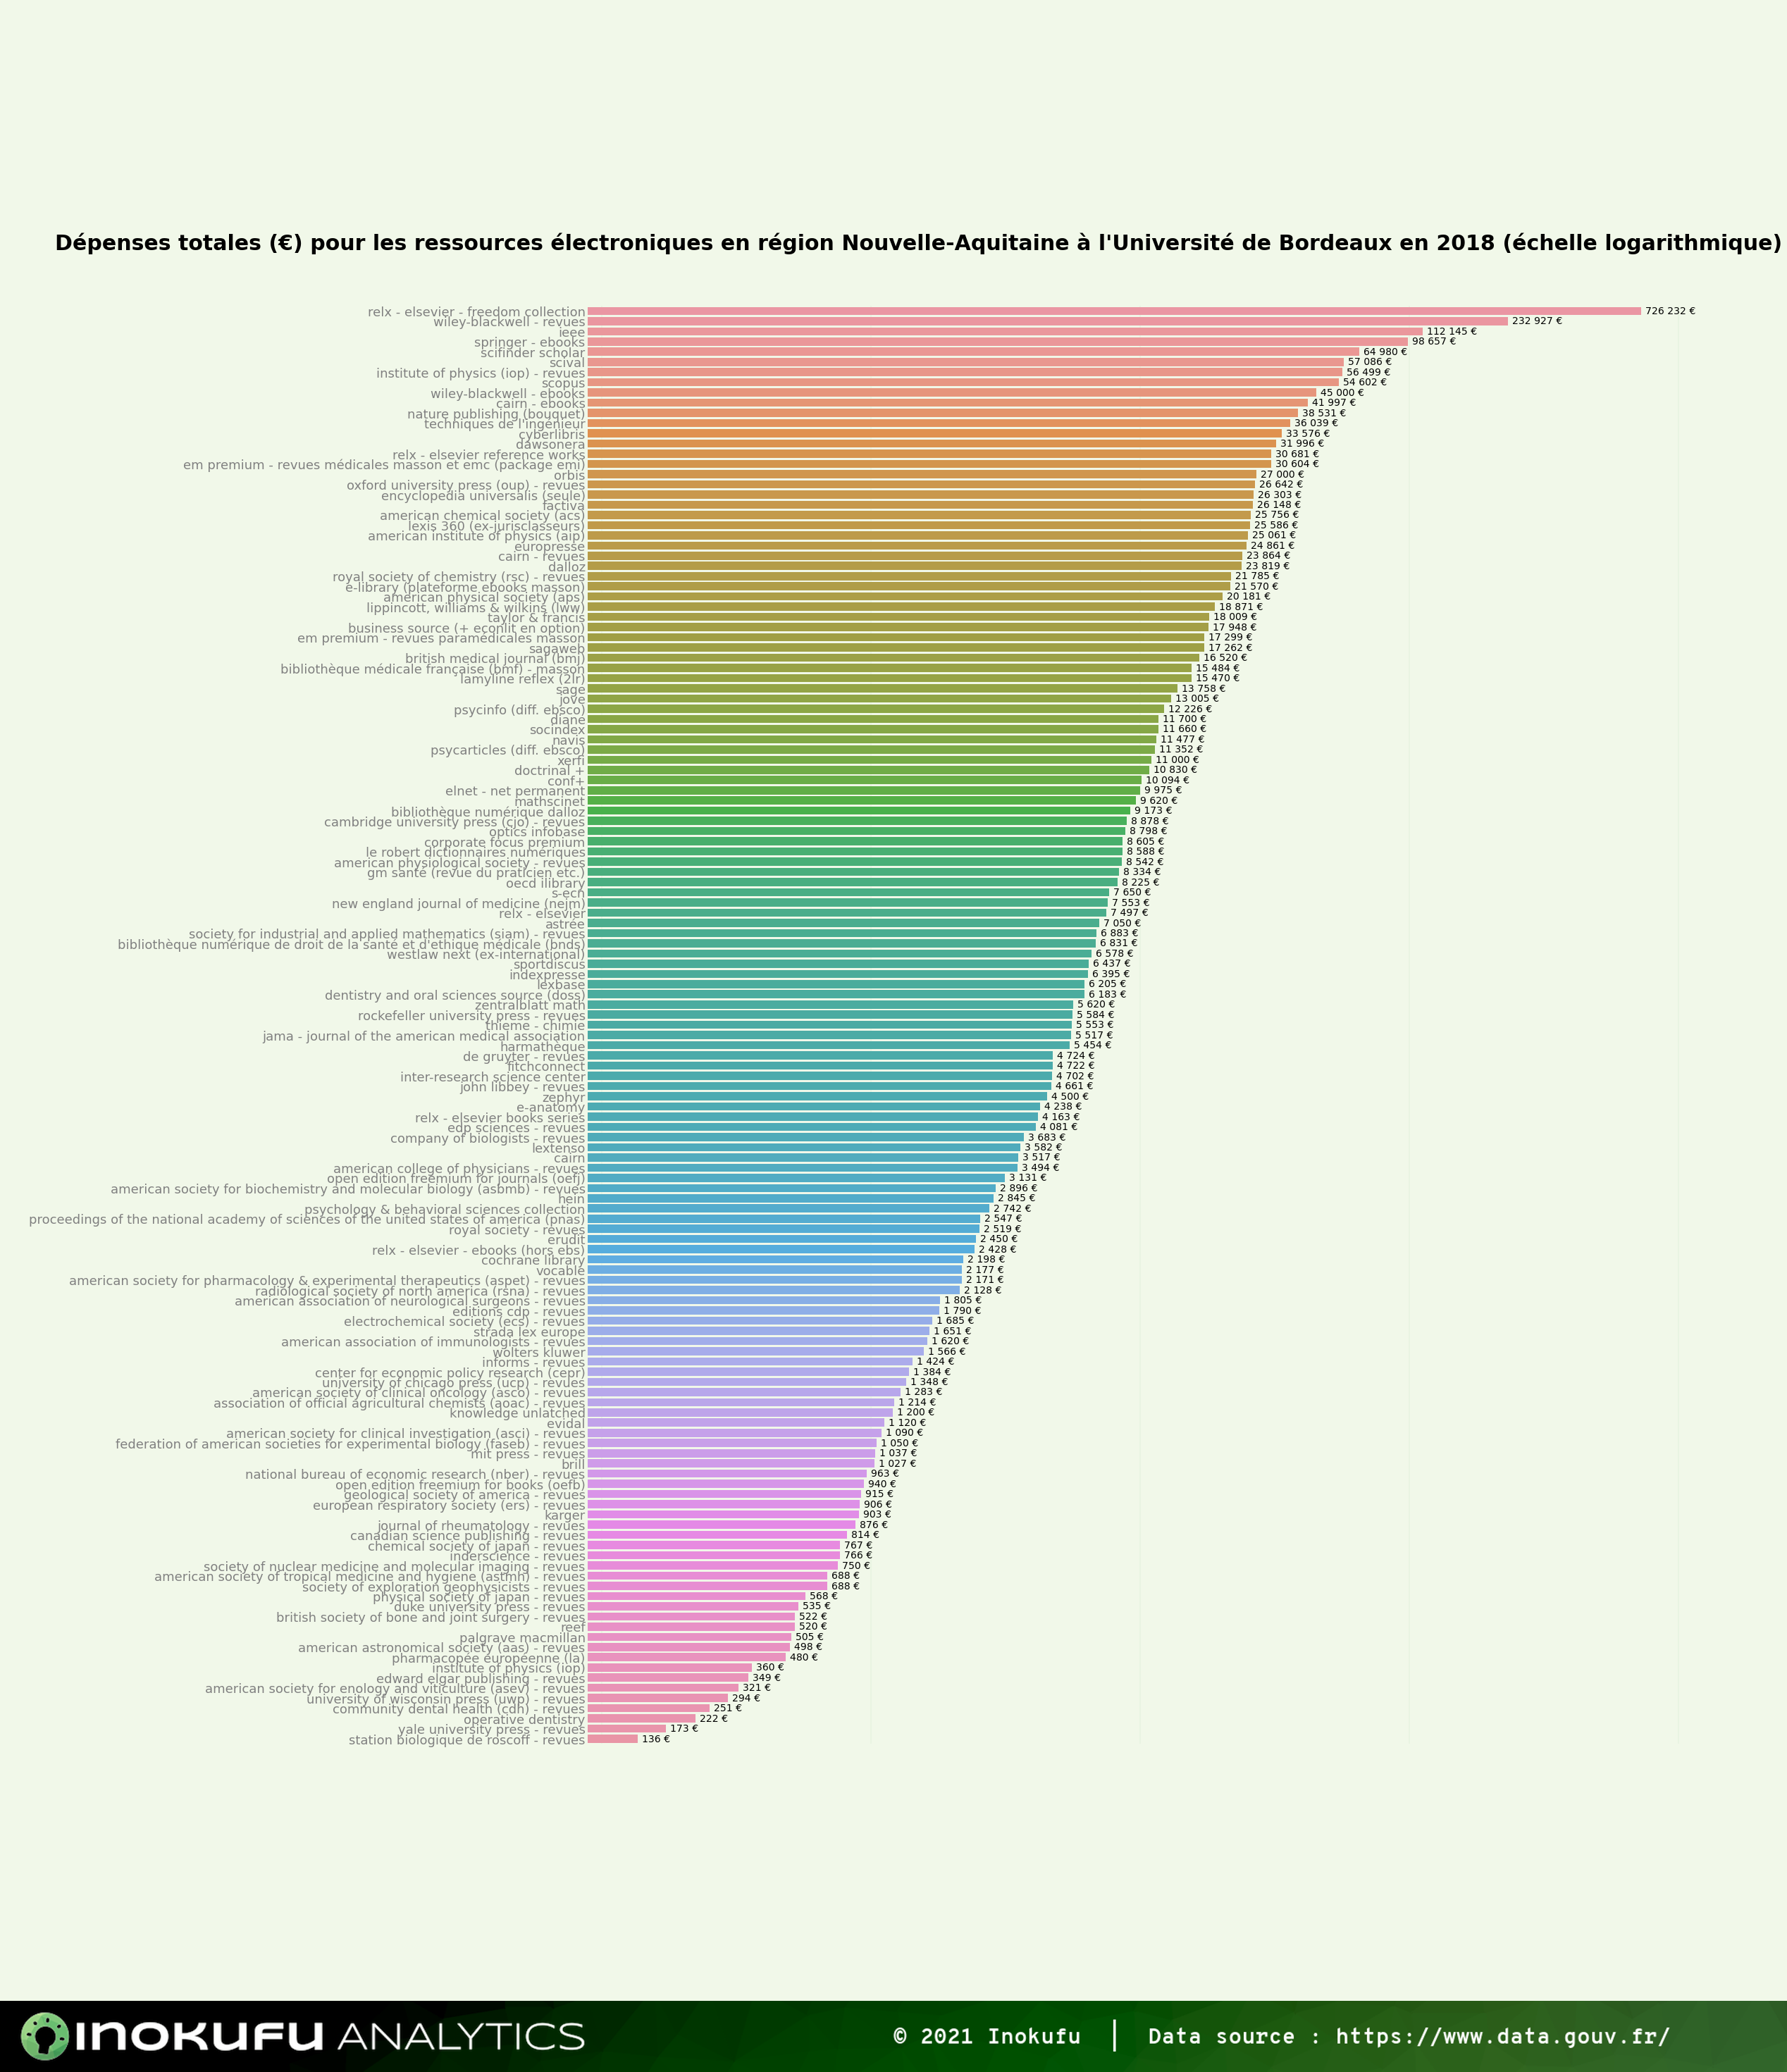 Dépenses totales (€) pour les ressources électroniques en région Nouvelle-Aquitaine à l'Université de Bordeaux en 2018 (échelle logarithmique)
relx - elsevier - freedom collection 726 232 €
wiley-blackwell - revues 232 927 €
ieee 112 145 €
springer - ebooks 98 657 €
scifinder scholar 64 980 €
scival 57 086 €
institute of physics (iop) - revues 56 499 €
scopus 54 602 €
wiley-blackwell - ebooks 45 000 €
cairn - ebooks 41 997 €
nature publishing (bouquet) 38 531 €
techniques de l'ingénieur 36 039 €
cyberlibris 33 576 €
dawsonera 31 996 €
relx - elsevier reference works 30 681 €
em premium - revues médicales masson et emc (package emi) 30 604 €
orbis 27 000 €
oxford university press (oup) - revues 26 642 €
encyclopedia universalis (seule) 26 303 €
factiva 26 148 €
american chemical society (acs) 25 756 €
lexis 360 (ex-jurisclasseurs) 25 586 €
american institute of physics (aip) 25 061 €
europresse 24 861 €
cairn - revues 23 864 €
dalloz 23 819 €
royal society of chemistry (rsc) - revues 21 785 €
e-library (plateforme ebooks masson) 21 570 €
american physical society (aps) 20 181 €
lippincott, williams & wilkins (lww) 18 871 €
taylor & francis 18 009 €
business source (+ econlit en option) 17 948 €
em premium - revues paramédicales masson 17 299 €
sagaweb 17 262 €
british medical journal (bmj) 16 520 €
bibliothèque médicale française (bmf) - masson 15 484 €
lamyline reflex (2lr) 15 470 €
sage 13 758 €
jove 13 005 €
psycinfo (diff. ebsco) 12 226 €
diane 11 700 €
socindex 11 660 €
navis 11 477 €
psycarticles (diff. ebsco) 11 352 €
xerfi 11 000 €
doctrinal + 10 830 €
conf+ 10 094 €
elnet - net permanent 9 975 €
mathscinet 9 620 €
bibliothèque numérique dalloz 9 173 €
cambridge university press (cjo) - revues 8 878 €
optics infobase 8 798 €
corporate focus premium 8 605 €
le robert dictionnaires numériques 8 588 €
american physiological society - revues 8 542 €
gm santé (revue du praticien etc.) 8 334 €
oecd ilibrary 8 225 €
s-ecn 7 650 €
new england journal of medicine (nejm) 7 553 €
relx - elsevier 7 497 €
astrée 7 050 €
society for industrial and applied mathematics (siam) - revues 6 883 €
bibliothèque numérique de droit de la santé et d'ethique médicale (bnds) 6 831 €
westlaw next (ex-international) 6 578 €
sportdiscus 6 437 €
indexpresse 6 395 €
lexbase 6 205 €
dentistry and oral sciences source (doss) 6 183 €
zentralblatt math 5 620 €
rockefeller university press - revues 5 584 €
thieme - chimie 5 553 €
jama - journal of the american medical association 5 517 €
harmathèque 5 454 €
de gruyter - revues 4 724 €
fitchconnect 4 722 €
inter-research science center 4 702 €
john libbey - revues 4 661 €
zephyr 4 500 €
e-anatomy 4 238 €
relx - elsevier books series 4 163 €
edp sciences - revues 4 081 €
company of biologists - revues 3 683 €
lextenso 3 582 €
cairn 3 517 €
american college of physicians - revues 3 494 €
open edition freemium for journals (oefj) 3 131 €
american society for biochemistry and molecular biology (asbmb) - revues 2 896 €
hein 2 845 €
psychology & behavioral sciences collection 2 742 €
proceedings of the national academy of sciences of the united states of america (pnas) 2 547 €
royal society - revues 2 519 €
erudit 2 450 €
relx - elsevier - ebooks (hors ebs) 2 428 €
cochrane library 2 198 €
vocable 2 177 €
american society for pharmacology & experimental therapeutics (aspet) - revues 2 171 €
radiological society of north america (rsna) - revues 2 128 €
american association of neurological surgeons - revues 1 805 €
editions cdp - revues 1 790 €
electrochemical society (ecs) - revues 1 685 €
strada lex europe 1 651 €
american association of immunologists - revues 1 620 €
wolters kluwer 1 566 €
informs - revues 1 424 €
center for economic policy research (cepr) 1 384 €
university of chicago press (ucp) - revues 1 348 €
american society of clinical oncology (asco) - revues 1 283 €
association of official agricultural chemists (aoac) - revues 1 214 €
knowledge unlatched 1 200 €
evidal 1 120 €
american society for clinical investigation (asci) - revues 1 090 €
federation of american societies for experimental biology (faseb) - revues 1 050 €
mit press - revues 1 037 €
brill 1 027 €
national bureau of economic research (nber) - revues 963 €
open edition freemium for books (oefb) 940 €
geological society of america - revues 915 €
european respiratory society (ers) - revues 906 €
karger 903 €
journal of rheumatology - revues 876 €
canadian science publishing - revues 814 €
chemical society of japan - revues 767 €
inderscience - revues 766 €
society of nuclear medicine and molecular imaging - revues 750 €
american society of tropical medicine and hygiene (astmh) - revues 688 €
society of exploration geophysicists - revues 688 €
physical society of japan - revues 568 €
duke university press - revues 535 €
british society of bone and joint surgery - revues 522 €
reef 520 €
palgrave macmillan 505 €
american astronomical society (aas) - revues 498 €
pharmacopée européenne (la) 480 €
institute of physics (iop) 360 €
edward elgar publishing - revues 349 €
american society for enology and viticulture (asev) - revues 321 €
university of wisconsin press (uwp) - revues 294 €
community dental health (cdh) - revues 251 €
operative dentistry 222 €
yale university press - revues 173 €
station biologique de roscoff - revues 136 €
INOKUFU ANALYTICS © 2021 Inokufu | Data source : https://www.data.gouv.fr/